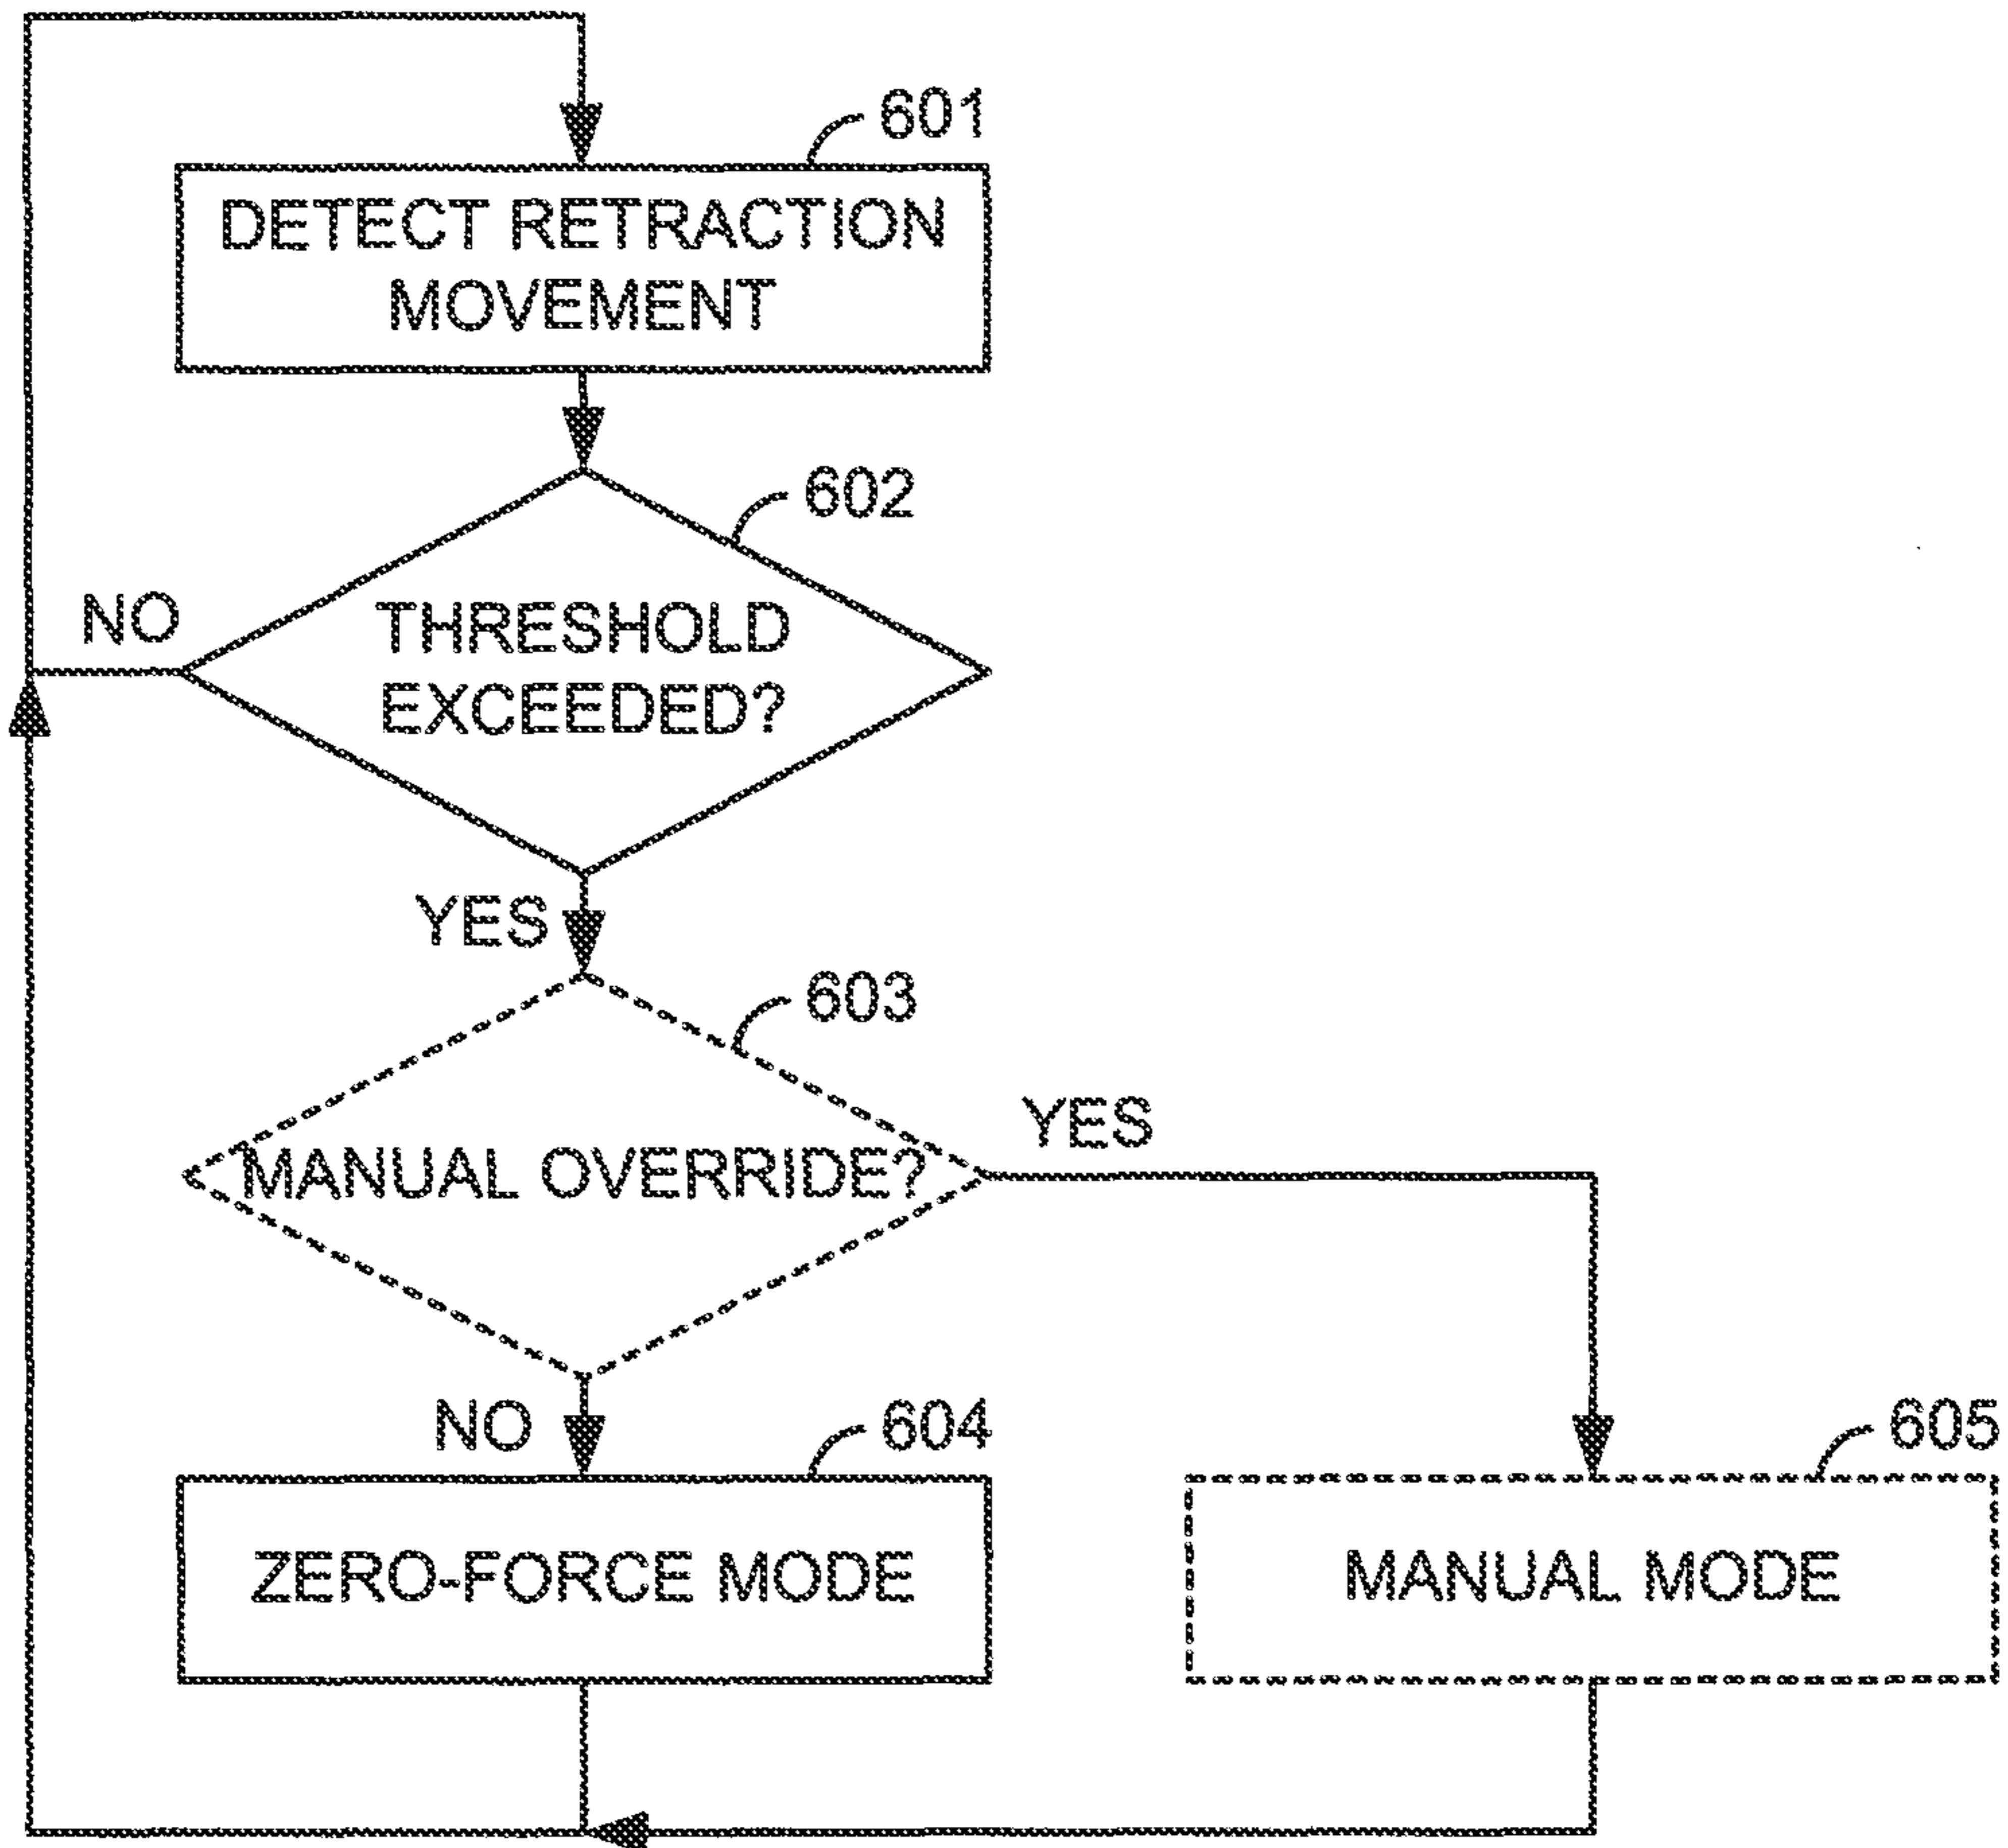 601
DETECT RETRACTION
MOVEMENT
602
NO
THRESHOLD
EXCEEDED?
YES
603
MANUAL OVERRIDE?
YES
NO
604
605
ZERO-FORCE MODE
MANUAL MODE